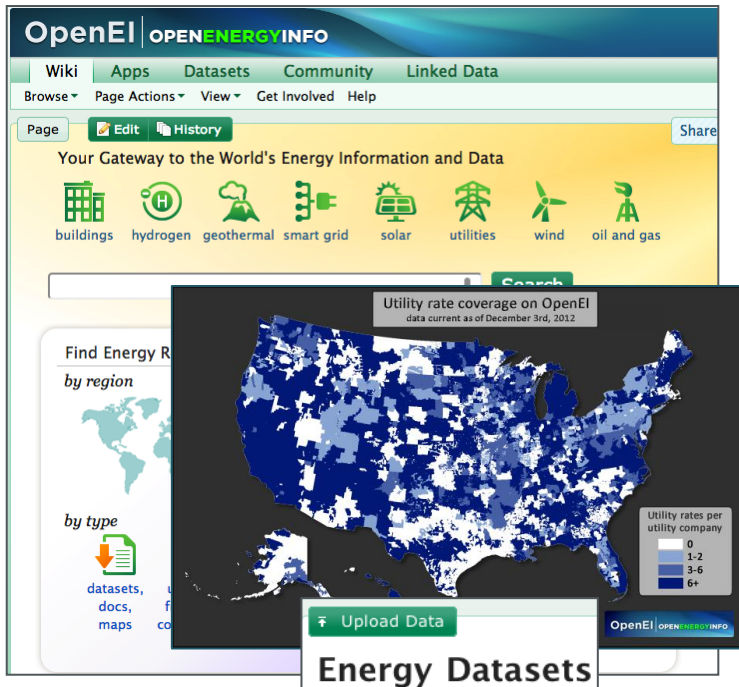 OpenEI OPENENERGYINFO
Wiki Apps Datasets Community Linked Data
Browse Page Actions View Get Involved Help
Page Edit History Share
Your Gateway to the World's Energy Information and Data
H
buildings hydrogen geothermal smart grid solar utilities wind oil and gas
Search
Find Energy R
by region
by type
datasets,
docs,
maps
Utility rate coverage on OpenEI
data current as of December 3rd, 2012
Utility rates per
utility company
0
1-2
3-6
6+
OpenEI OPENENERGYINFO
Upload Data
Energy Datasets